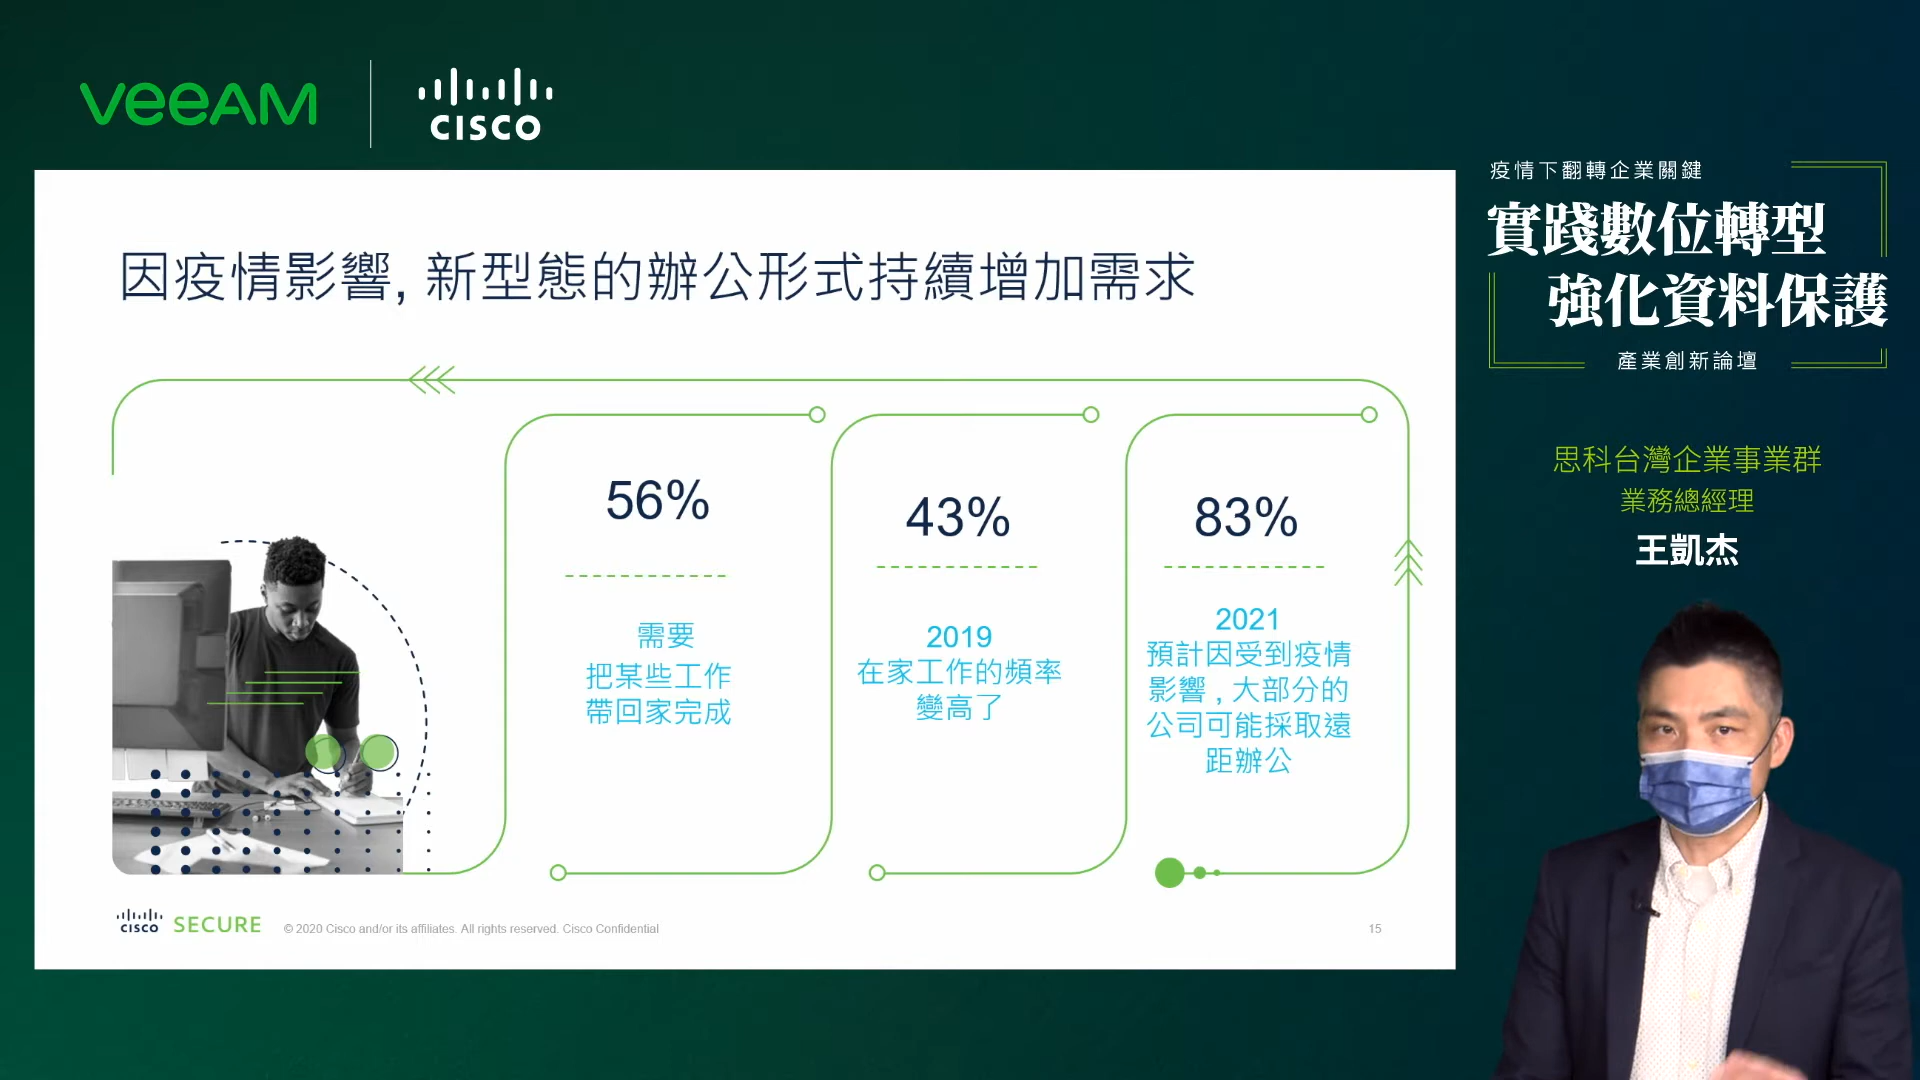 veeAM
CISCO
疫情下翻轉企業關鍵
實踐數位轉型
強化資料保護
產業創新論壇
思科台灣企業事業群
業務總經理
王凱杰
因疫情影響, 新型態的辦公形式持續增加需求
56%
需要
把某些工作
帶回家完成
43%
2019
在家工作的頻率
變高了
83%
2021
預計因受到疫情
影響 , 大部分的
公司可能採取遠
距辦公
CISCO SECURE © 2020 Cisco and/or its affiliates. All rights reserved. Cisco Confidential 15